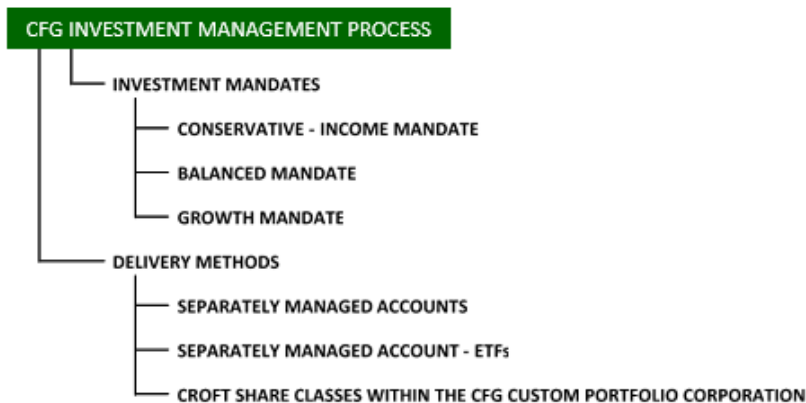 CFG INVESTMENT MANAGEMENT PROCESS
INVESTMENT MANDATES
CONSERVATIVE - INCOME MANDATE
BALANCED MANDATE
GROWTH MANDATE
DELIVERY METHODS
SEPARATELY MANAGED ACCOUNTS
SEPARATELY MANAGED ACCOUNT - ETFs
CROFT SHARE CLASSES WITHIN THE CFG CUSTOM PORTFOLIO CORPORATION